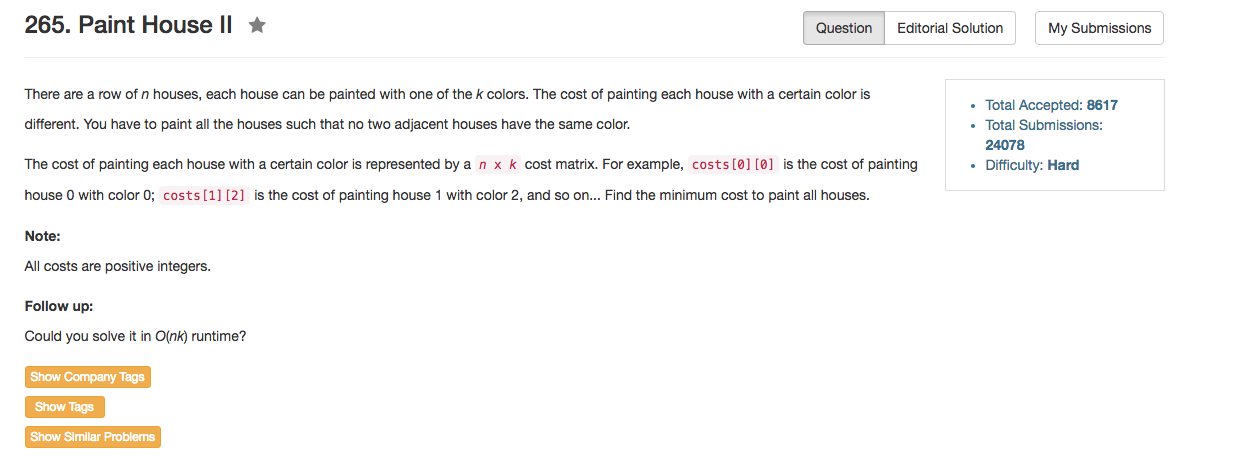 265. Paint House II
Question
Editorial Solution
My Submissions
There are a row of n houses, each house can be painted with one of the k colors. The cost of painting each house with a certain color is
different. You have to paint all the houses such that no two adjacent houses have the same color.
The cost of painting each house with a certain color is represented by a n x k cost matrix. For example, costs[0][0] is the cost of painting
house 0 with color 0; costs[1][2] is the cost of painting house 1 with color 2, and so on... Find the minimum cost to paint all houses.
Note:
All costs are positive integers.
Follow up:
Could you solve it in O(nk) runtime?
Show Company Tags
Show Tags
Show Similar Problems
Total Accepted: 8617
Total Submissions:
24078
Difficulty: Hard